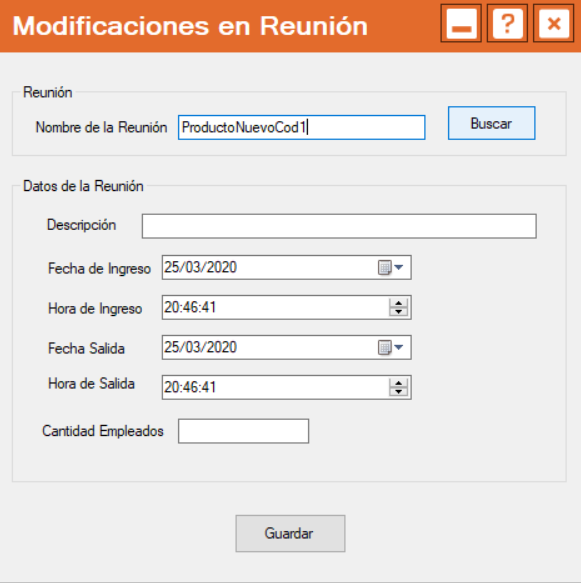 Modificaciones en Reunión
?
Reunión
Nombre de la Reunión ProductoNuevoCod1 Buscar
Datos de la Reunión
Descripción
Fecha de Ingreso 25/03/2020
Hora de Ingreso 20:46:41
Fecha Salida 25/03/2020
Hora de Salida 20:46:41
Cantidad Empleados
Guardar